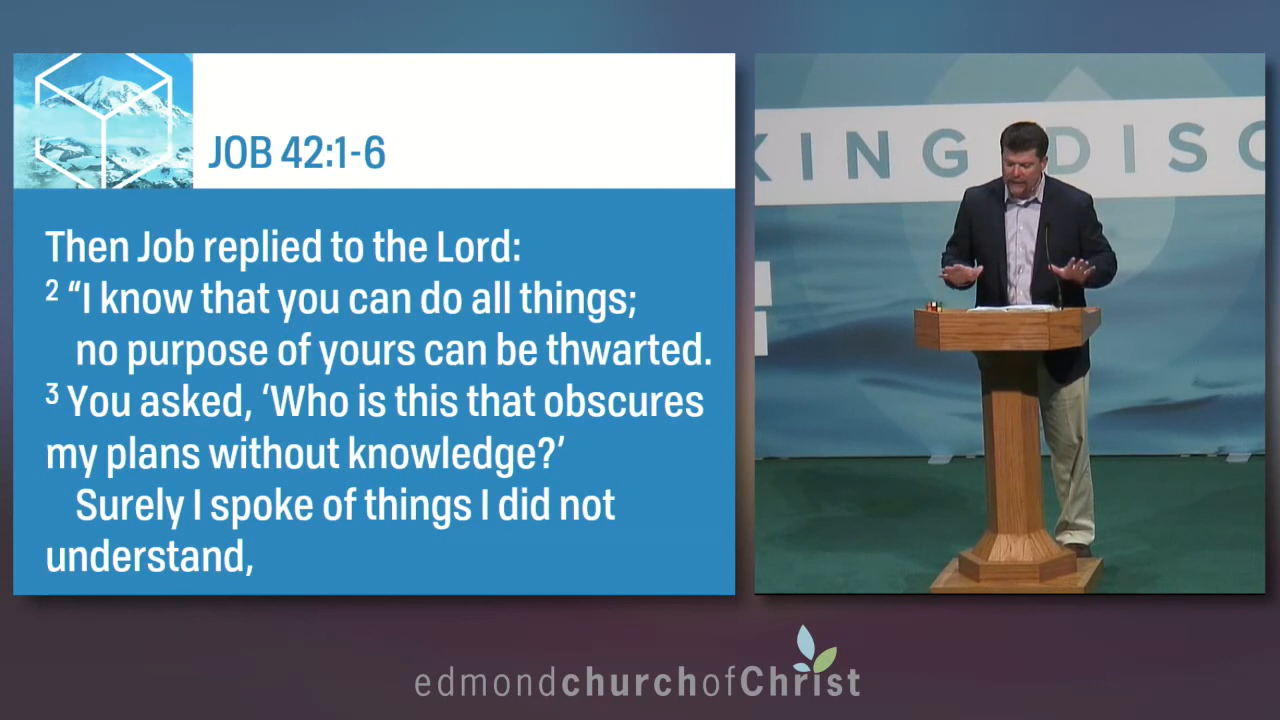 JOB 42:1-6
Then Job replied to the Lord:
2 “I know that you can do all things;
no purpose of yours can be thwarted.
3 You asked, ‘Who is this that obscures
my plans without knowledge?’
Surely I spoke of things I did not
understand,
KING DISC
edmondchurchofChrist